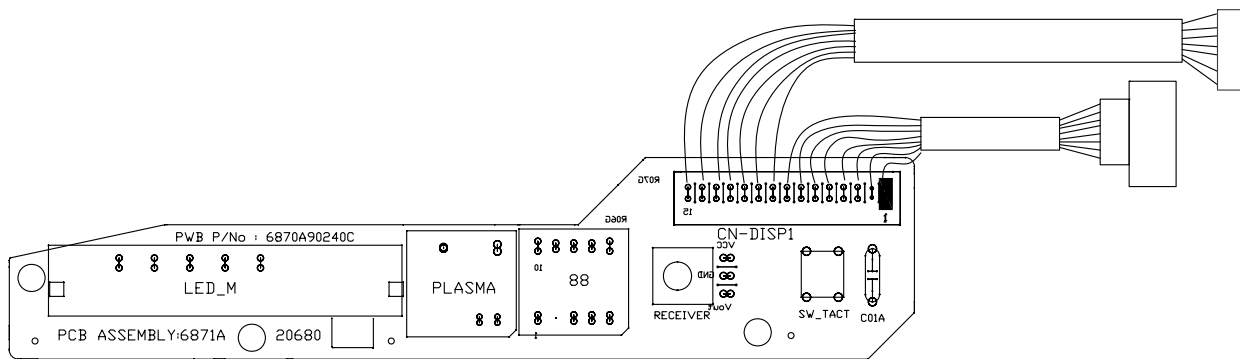 R07G
15
1
CN-DISP1
R06G
PWB P/No : 6870A90240C
VCC
10
GND
LED_M
PLASMA
88
Vout
RECEIVER
SW_TACT
C01A
PCB ASSEMBLY:6871A
20680
1